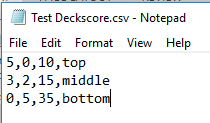 Test Deckscore.csv - Notepad
File Edit Format View Help
5,0,10,top
3,2,15,middle
0,5,35,bottom